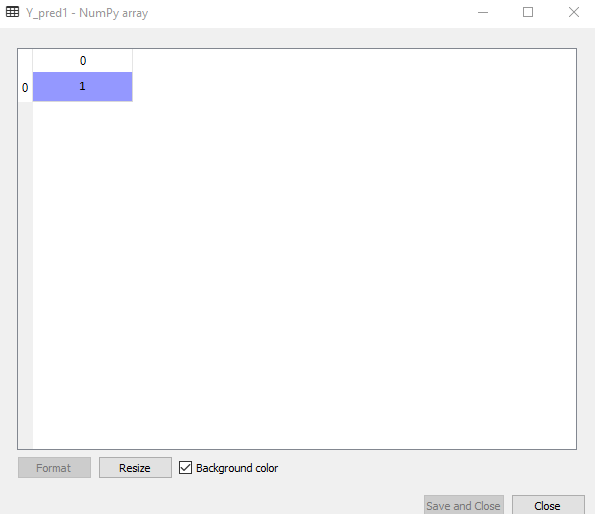 Y_pred1 - NumPy array
0
0 1
Format Resize Background color
Save and Close Close